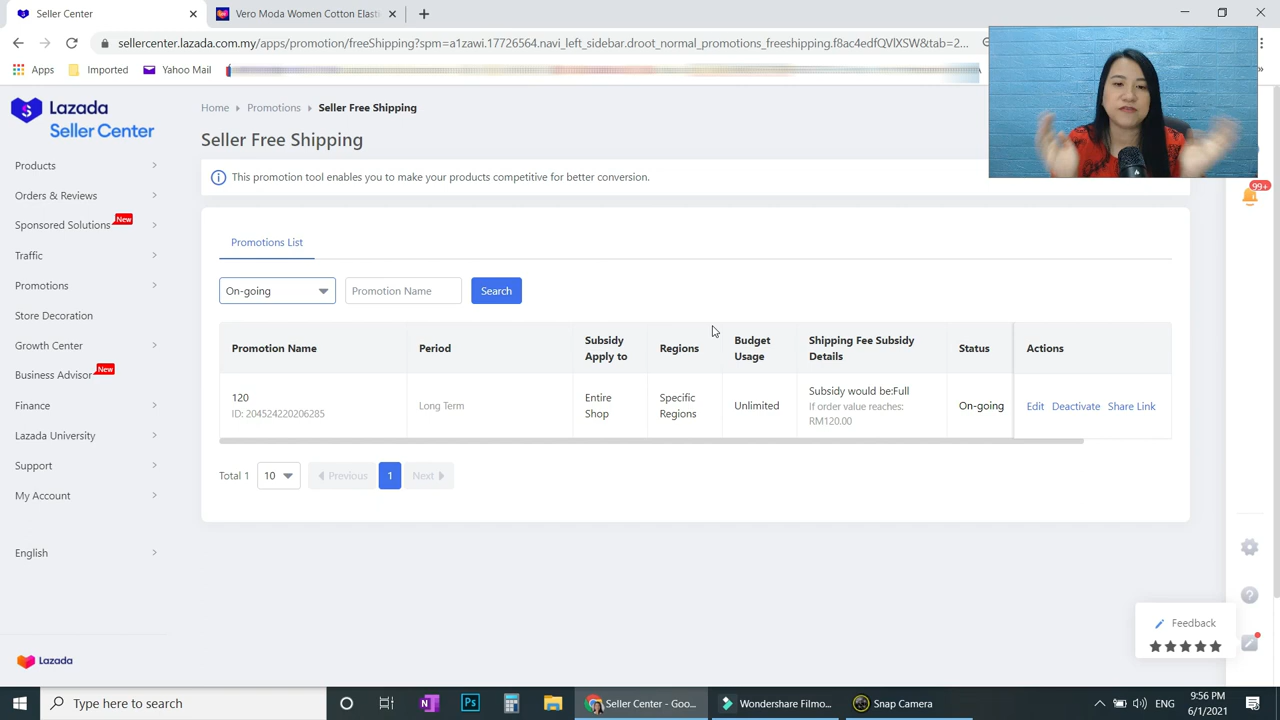 Seller Center
Vero Moda Women Cotton Elast
sellercenter.lazada.com.my/apps/promotion/freeShipping?spm=a1zawi.17726564.navi_left_sidebar.droot_normal_promotions_freeshipping.f8ac4edfQVlXSW&tab=2...
Apps
Imported
Yahoo Mail
Lazada
Seller Center
Home
Promotions
Seller Free Shipping
Seller Free Shipping
This promotion tool enables you to make your products competitive for better conversion.
99+
Products
Orders & Reviews
Sponsored Solutions
New
Traffic
Promotions
Store Decoration
Growth Center
Business Advisor
New
Finance
Lazada University
Support
My Account
English
Lazada
Promotions List
On-going
Promotion Name
Search
Promotion Name
Period
Subsidy
Apply to
Regions
Budget
Usage
Shipping Fee Subsidy
Details
Status
Actions
120
ID: 204524220206285
Long Term
Entire
Shop
Specific
Regions
Unlimited
Subsidy would be:Full
If order value reaches:
RM120.00
On-going
Edit
Deactivate
Share Link
Total 1
10
Previous
1
Next
Feedback
Type here to search
N
Ps
Seller Center - Goo...
Wondershare Filmo...
Snap Camera
ENG
9:56 PM
6/1/2021